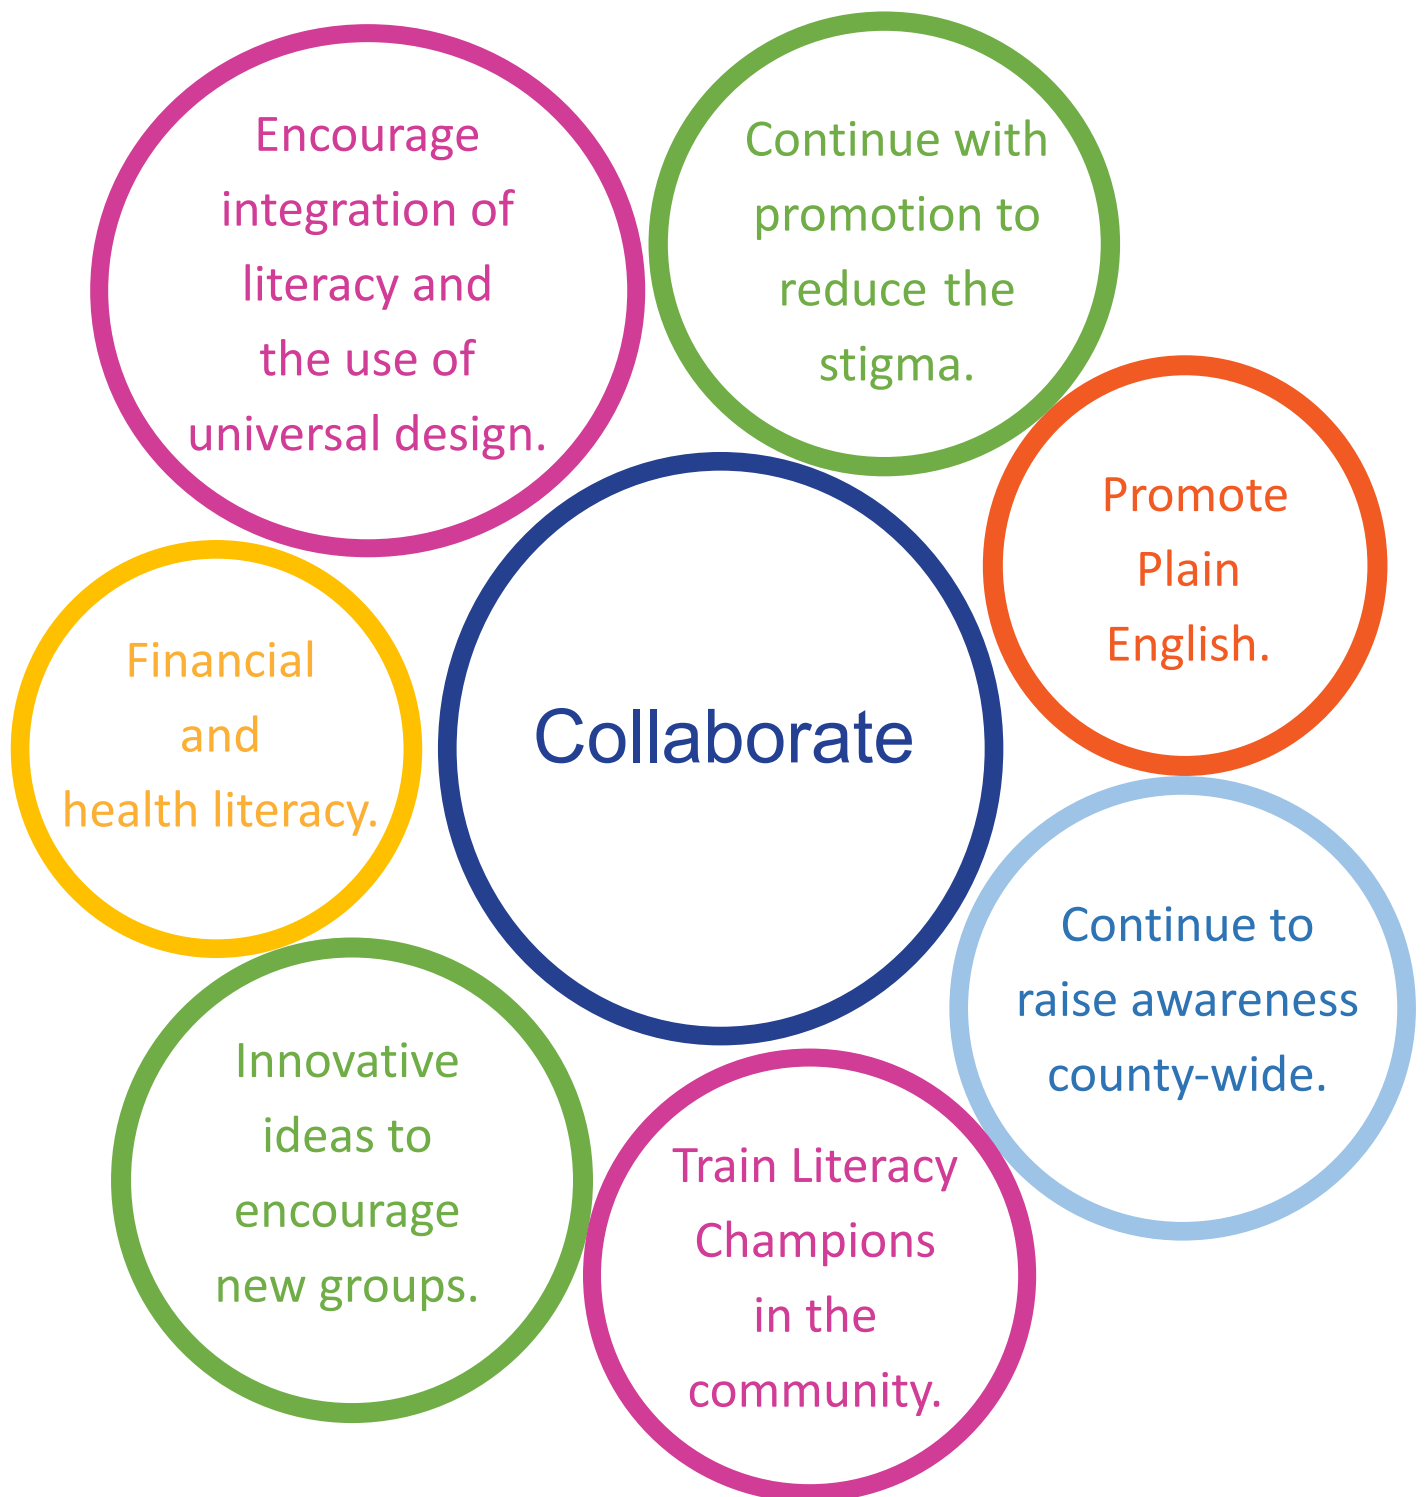 Encourage
integration of
literacy and
the use of
universal design.
Continue with
promotion to
reduce the
stigma.
Promote
Plain
English.
Financial
and
health literacy.
Collaborate
Continue to
raise awareness
county-wide.
Innovative
ideas to
encourage
new groups.
Train Literacy
Champions
in the
community.